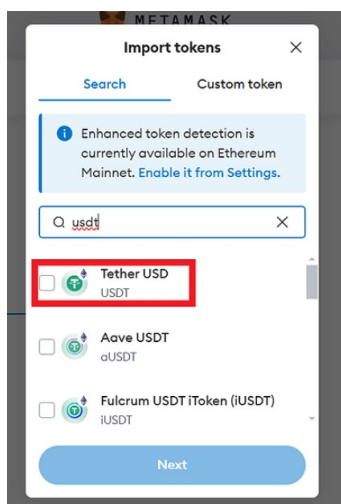 METAMASK
Import tokens
Search
Custom token
Enhanced token detection is
currently available on Ethereum
Mainnet. Enable it from Settings.
usdt
Tether USD
USDT
Aave USDT
aUSDT
Fulcrum USDT iToken (iUSDT)
iUSDT
Next